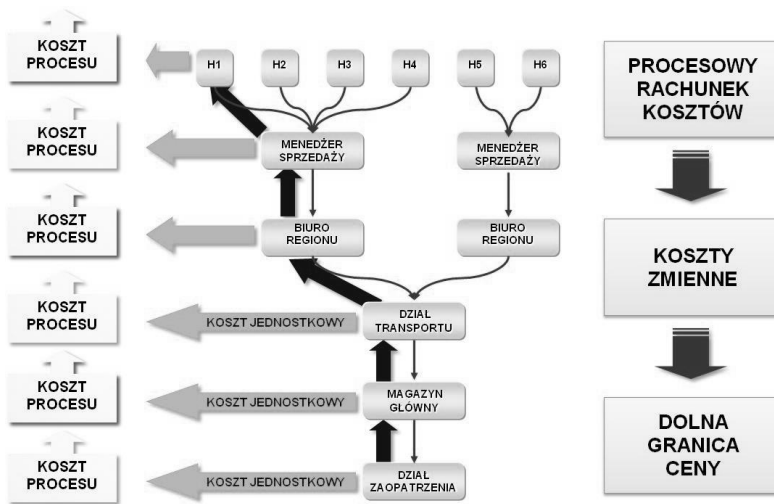 KOSZT
PROCESU
H1
H2
H3
H4
H5
H6
PROCESOWY
RACHUNEK
KOSZTÓW
KOSZT
PROCESU
MENEDŻER
SPRZEDAŻY
MENEDŻER
SPRZEDAŻY
KOSZT
PROCESU
BIURO
REGIONU
BIURO
REGIONU
KOSZTY
ZMIENNE
KOSZT
PROCESU
KOSZT JEDNOSTKOWY
DZIAŁ
TRANSPORTU
KOSZT
PROCESU
KOSZT JEDNOSTKOWY
MAGAZYN
GŁÓWNY
DOLNA
GRANICA
CENY
KOSZT
PROCESU
KOSZT JEDNOSTKOWY
DZIAŁ
ZAOPATRZENIA